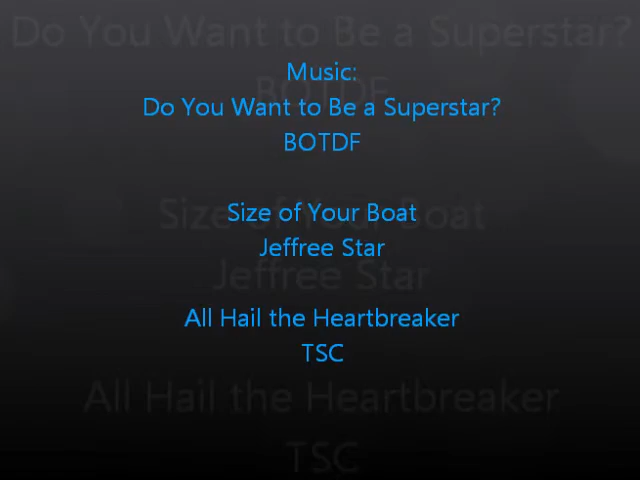 Music:
Do You Want to Be a Superstar?
BOTDF
Size of Your Boat
Jeffree Star
All Hail the Heartbreaker
TSC